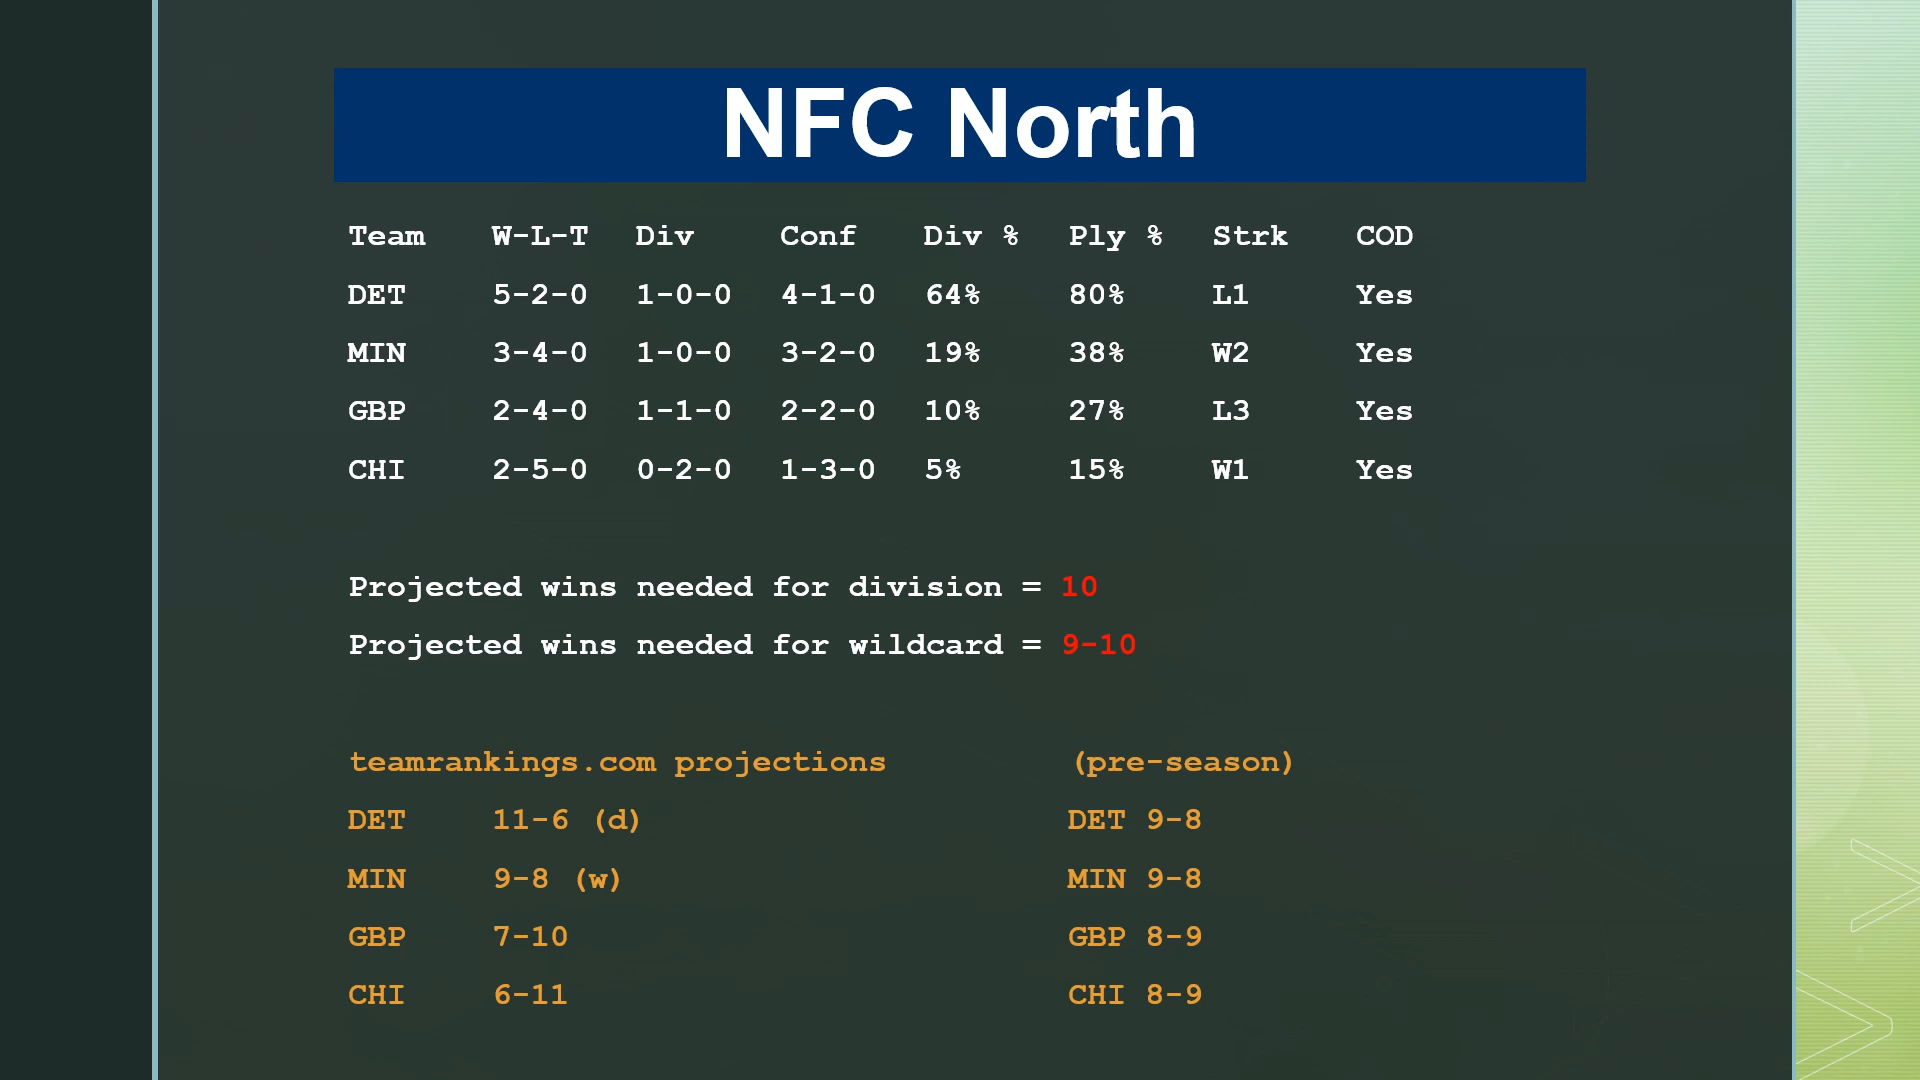 NFC North
Team W-L-T Div Conf Div % Ply % Strk COD
DET 5-2-0 1-0-0 4-1-0 64% 80% L1 Yes
MIN 3-4-0 1-0-0 3-2-0 19% 38% W2 Yes
GBP 2-4-0 1-1-0 2-2-0 10% 27% L3 Yes
CHI 2-5-0 0-2-0 1-3-0 5% 15% W1 Yes
Projected wins needed for division = 10
Projected wins needed for wildcard = 9-10
teamrankings.com projections (pre-season)
DET 11-6 (d) DET 9-8
MIN 9-8 (w) MIN 9-8
GBP 7-10 GBP 8-9
CHI 6-11 CHI 8-9